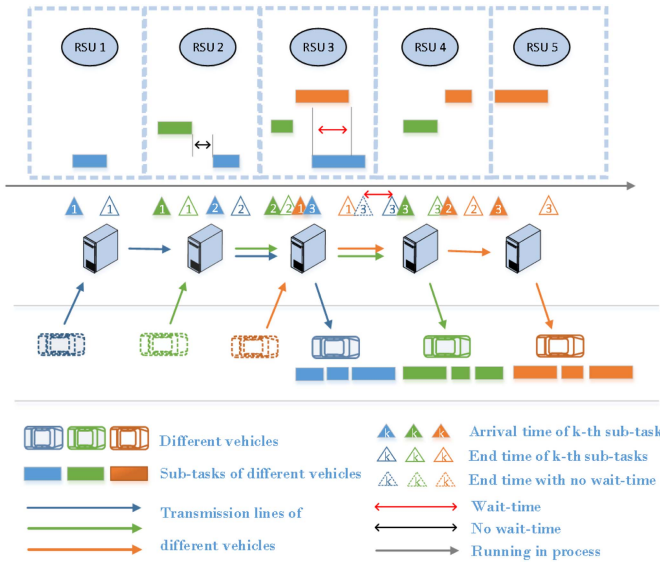 RSU 1 RSU 2 RSU 3 RSU 4 RSU 5
1 1 2 1 2 2 2 2 1 3 1 3 3 3 3 2 2 3 3
Different vehicles
Sub-tasks of different vehicles
Transmission lines of
different vehicles
k k k Arrival time of k-th sub-task
k k k End time of k-th sub-tasks
k k k End time with no wait-time
Wait-time
No wait-time
Running in process